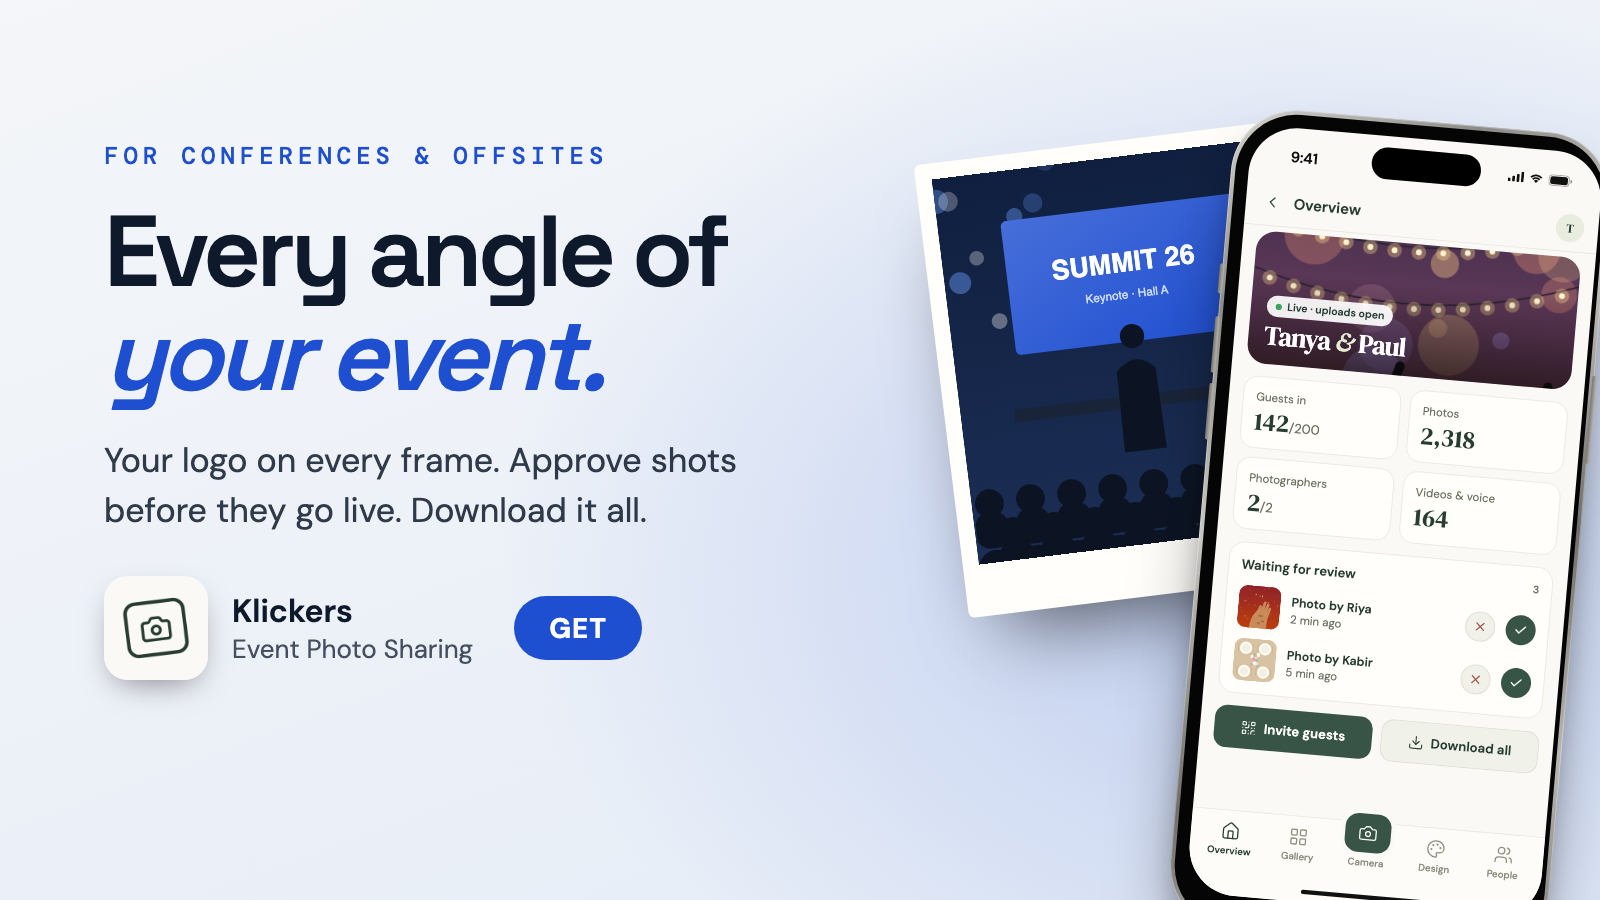 FOR CONFERENCES & OFFSITES
Every angle of
your event.
Your logo on every frame. Approve shots
before they go live. Download it all.
Klickers
Event Photo Sharing
GET
SUMMIT 26
Keynote · Hall A
9:41
Overview
T
Live · uploads open
Tanya & Paul
Guests in
142/200
Photos
2,318
Photographers
2/2
Videos & voice
164
Waiting for review
3
Photo by Riya
2 min ago
Photo by Kabir
5 min ago
Invite guests
Download all
Overview
Gallery
Camera
Design
People